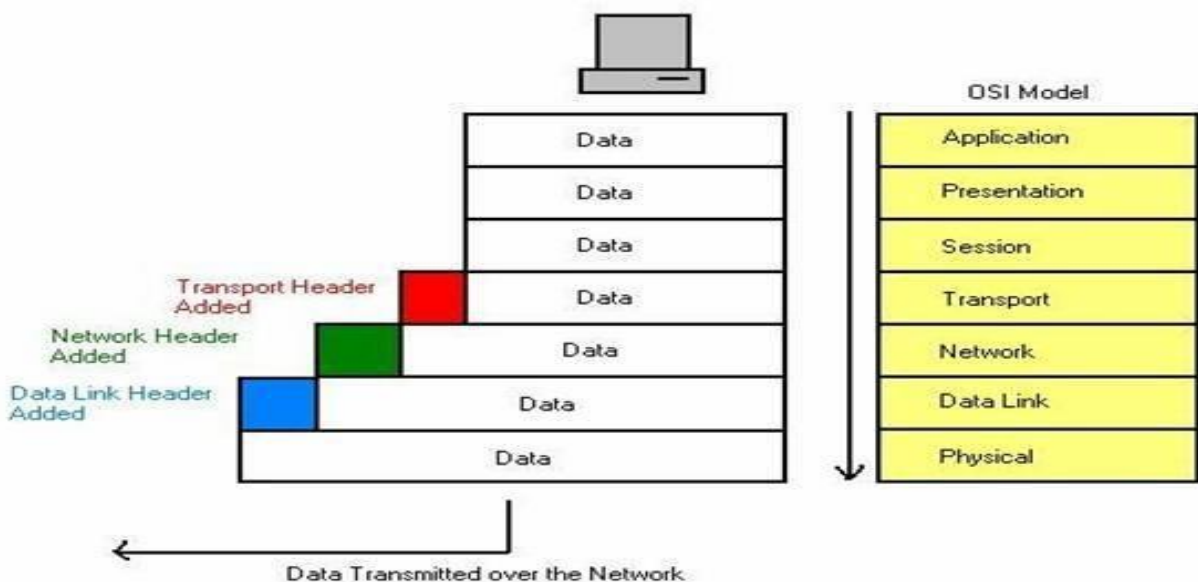 OSI Model
Data
Application
Data
Presentation
Data
Session
Transport Header
Added
Data
Transport
Network Header
Added
Data
Network
Data Link Header
Added
Data
Data Link
Data
Physical
Data Transmitted over the Network